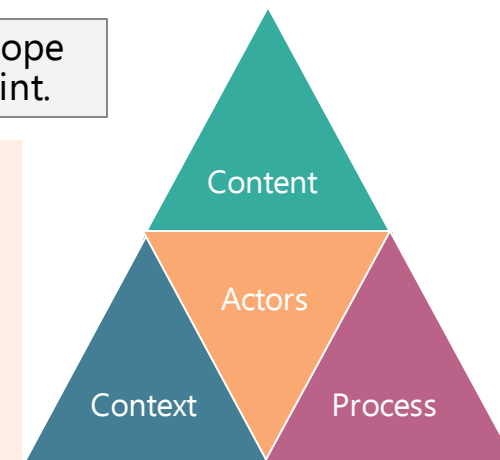 ope
int.
Content
Actors
Context
Process